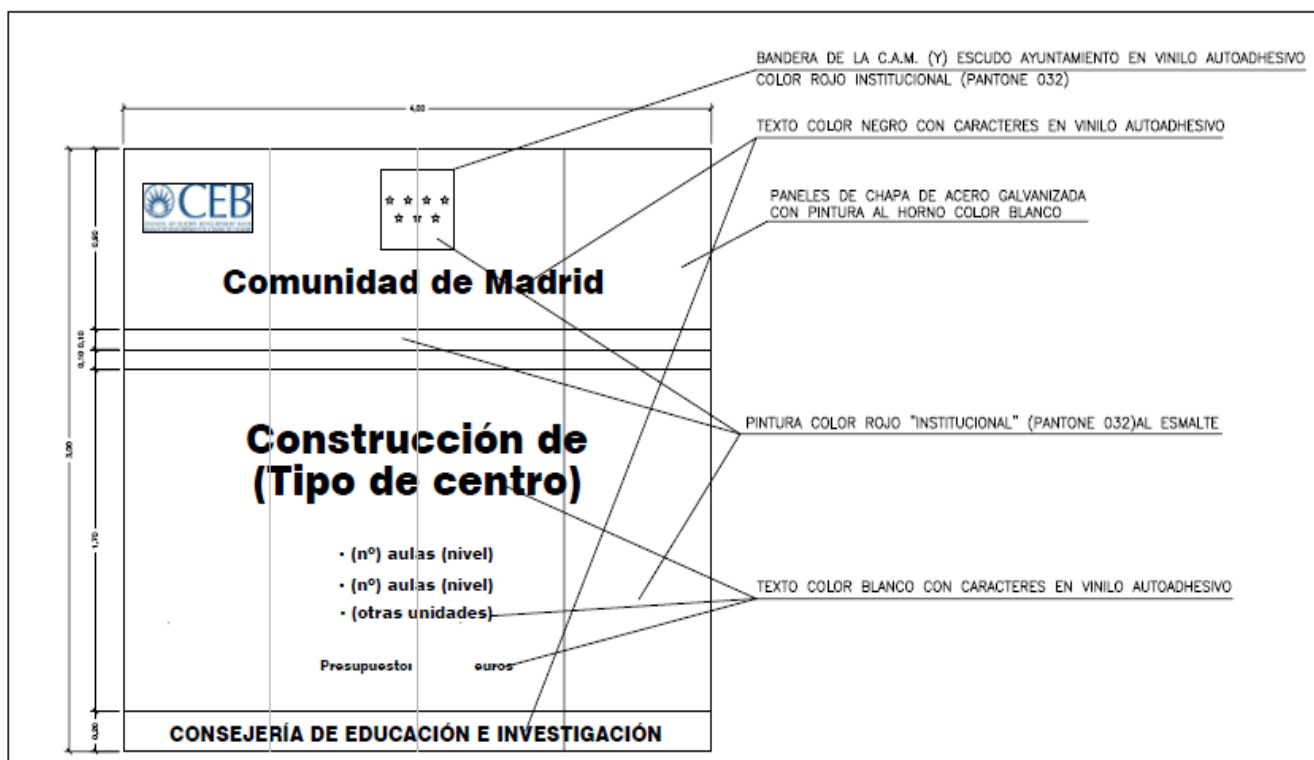 BANDERA DE LA C.A.M. (Y) ESCUDO AYUNTAMIENTO EN VINILO AUTOADHESIVO
COLOR ROJO INSTITUCIONAL (PANTONE 032)
4,00
TEXTO COLOR NEGRO CON CARACTERES EN VINILO AUTOADHESIVO
CEB
PANELES DE CHAPA DE ACERO GALVANIZADA
CON PINTURA AL HORNO COLOR BLANCO
0,90
Comunidad de Madrid
0,10
0,10
Construcción de
(Tipo de centro)
PINTURA COLOR ROJO "INSTITUCIONAL" (PANTONE 032)AL ESMALTE
3,00
1,70
· (nº) aulas (nivel)
· (nº) aulas (nivel)
· (otras unidades)
TEXTO COLOR BLANCO CON CARACTERES EN VINILO AUTOADHESIVO
Presupuesto: euros
0,20
CONSEJERÍA DE EDUCACIÓN E INVESTIGACIÓN